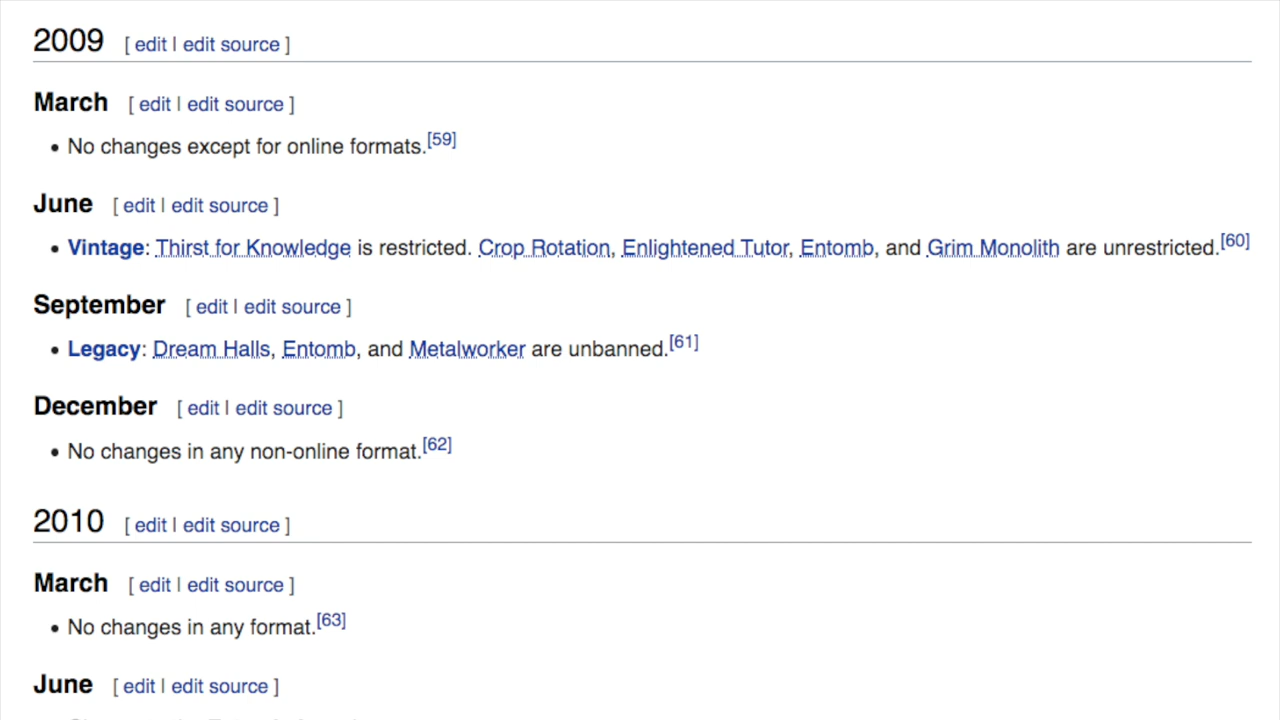 2009 [ edit | edit source ]
March [ edit | edit source ]
• No changes except for online formats.[59]
June [ edit | edit source ]
• Vintage: Thirst for Knowledge is restricted. Crop Rotation, Enlightened Tutor, Entomb, and Grim Monolith are unrestricted.[60]
September [ edit | edit source ]
• Legacy: Dream Halls, Entomb, and Metalworker are unbanned.[61]
December [ edit | edit source ]
• No changes in any non-online format.[62]
2010 [ edit | edit source ]
March [ edit | edit source ]
• No changes in any format.[63]
June [ edit | edit source ]